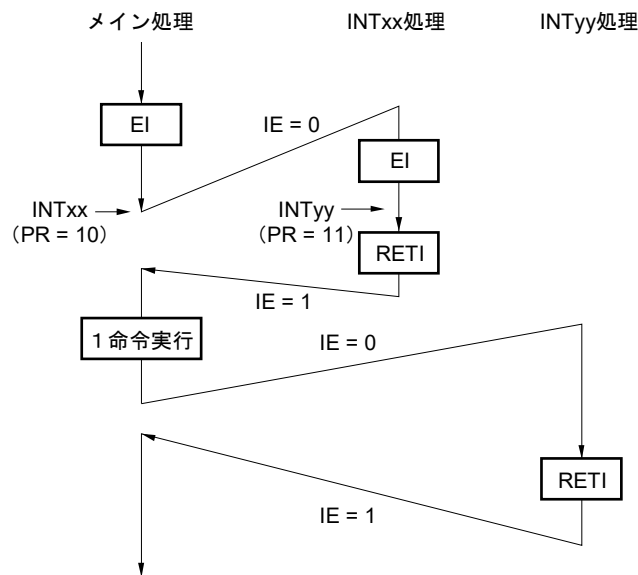 メイン処理 INTxx処理 INTyy処理
EI
IE = 0
EI
INTxx
（PR = 10）
INTyy
（PR = 11）
RETI
IE = 1
１命令実行
IE = 0
RETI
IE = 1